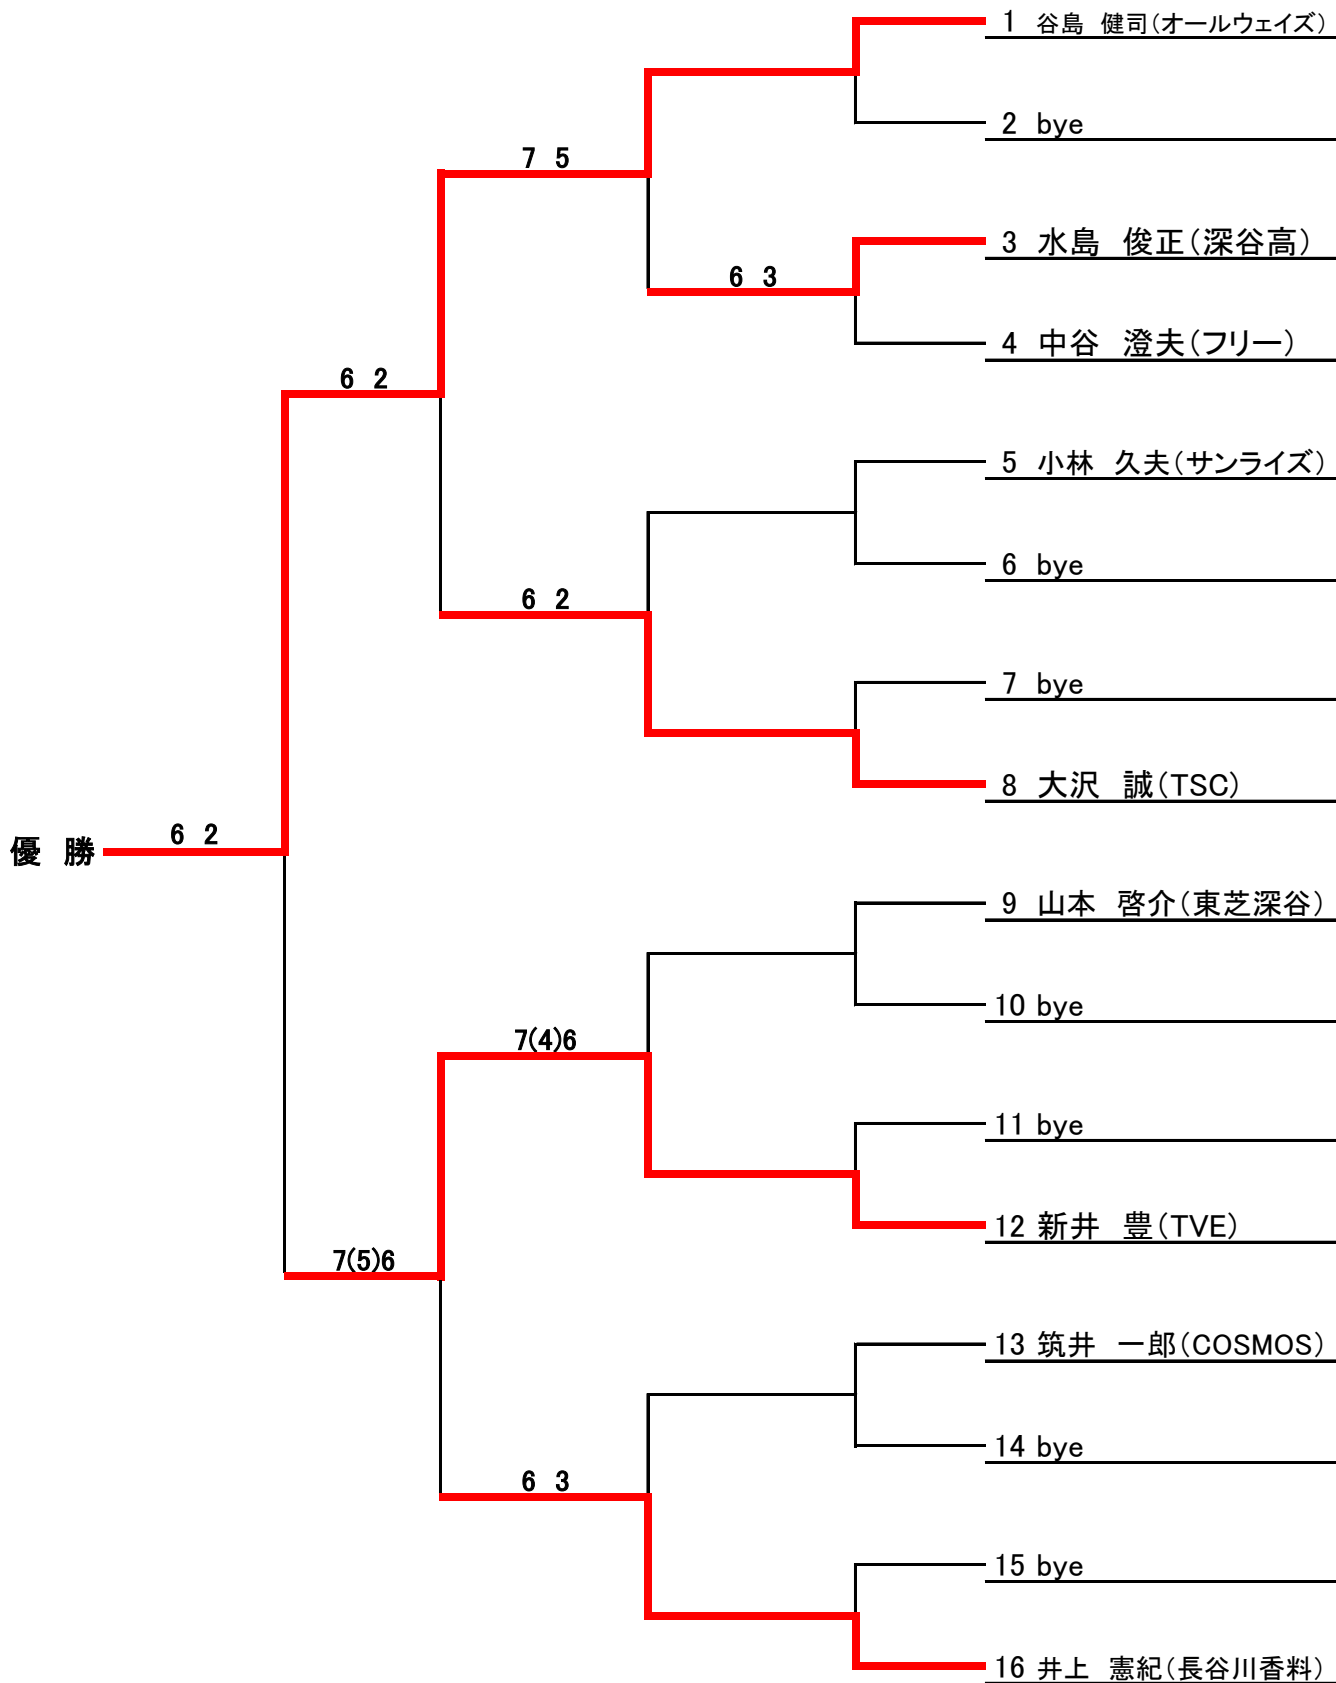 1 谷島 健司(オールウェイズ)
2 bye
7 5
3 水島 俊正(深谷高)
6 3
4 中谷 澄夫(フリー)
6 2
5 小林 久夫(サンライズ)
6 bye
6 2
7 bye
8 大沢 誠(TSC)
6 2
優 勝
9 山本 啓介(東芝深谷)
10 bye
7(4)6
11 bye
12 新井 豊(TVE)
7(5)6
13 筑井 一郎(COSMOS)
14 bye
6 3
15 bye
16 井上 憲紀(長谷川香料)